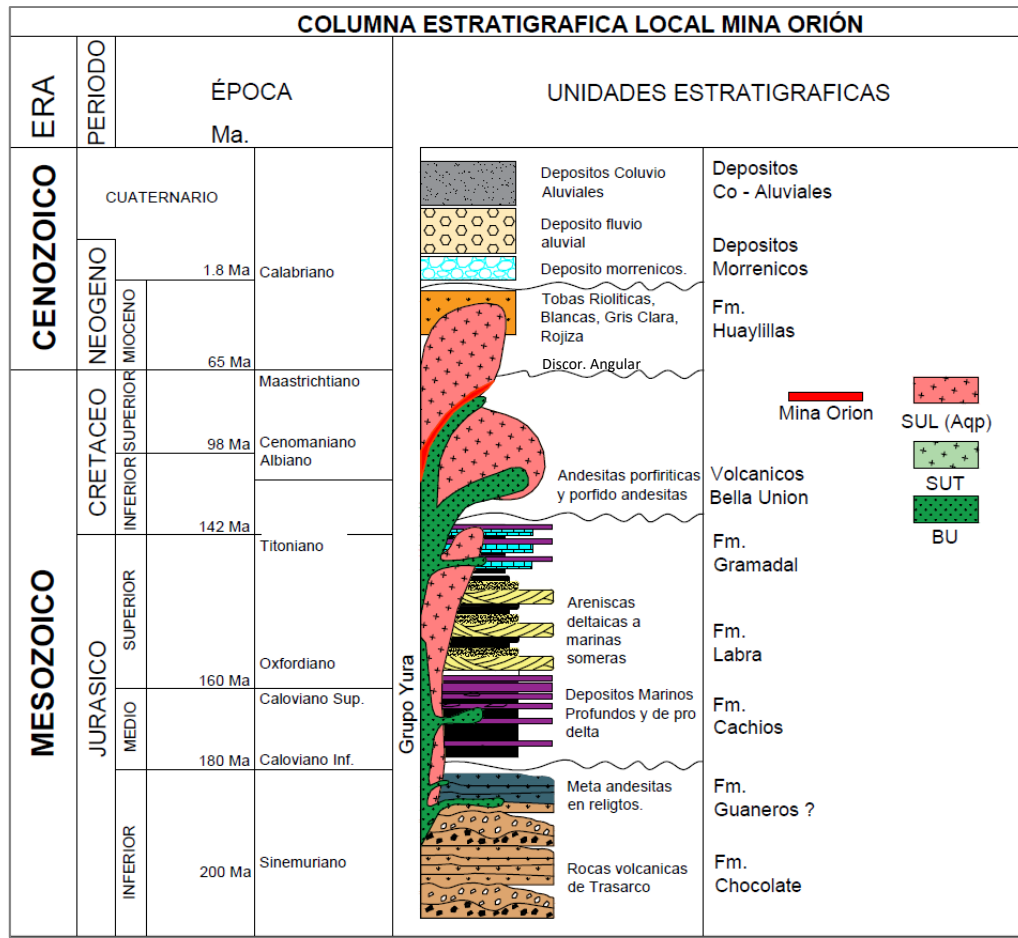 COLUMNA ESTRATIGRAFICA LOCAL MINA ORIÓN
ERA
PERIODO
ÉPOCA
Ma.
UNIDADES ESTRATIGRAFICAS
CENOZOICO
CUATERNARIO
NEOGENO
MIOCENO
1.8 Ma
Calabriano
65 Ma
Depositos Coluvio
Aluviales
Depositos
Co - Aluviales
Deposito fluvio
aluvial
Deposito morrenicos.
Depositos
Morrenicos
Tobas Rioliticas,
Blancas, Gris Clara,
Rojiza
Fm.
Huaylillas
Discor. Angular
MESOZOICO
CRETACEO
SUPERIOR
Maastrichtiano
98 Ma
Cenomaniano
Albiano
INFERIOR
142 Ma
Andesitas porfiriticas
y porfido andesitas
Volcanicos
Bella Union
Mina Orion
SUL (Aqp)
SUT
BU
JURASICO
SUPERIOR
Titoniano
Oxfordiano
160 Ma
MEDIO
Caloviano Sup.
180 Ma
Caloviano Inf.
INFERIOR
200 Ma
Sinemuriano
Grupo Yura
Fm.
Gramadal
Areniscas
deltaicas a
marinas
someras
Fm.
Labra
Depositos Marinos
Profundos y de pro
delta
Fm.
Cachios
Meta andesitas
en religtos.
Fm.
Guaneros ?
Rocas volcanicas
de Trasarco
Fm.
Chocolate